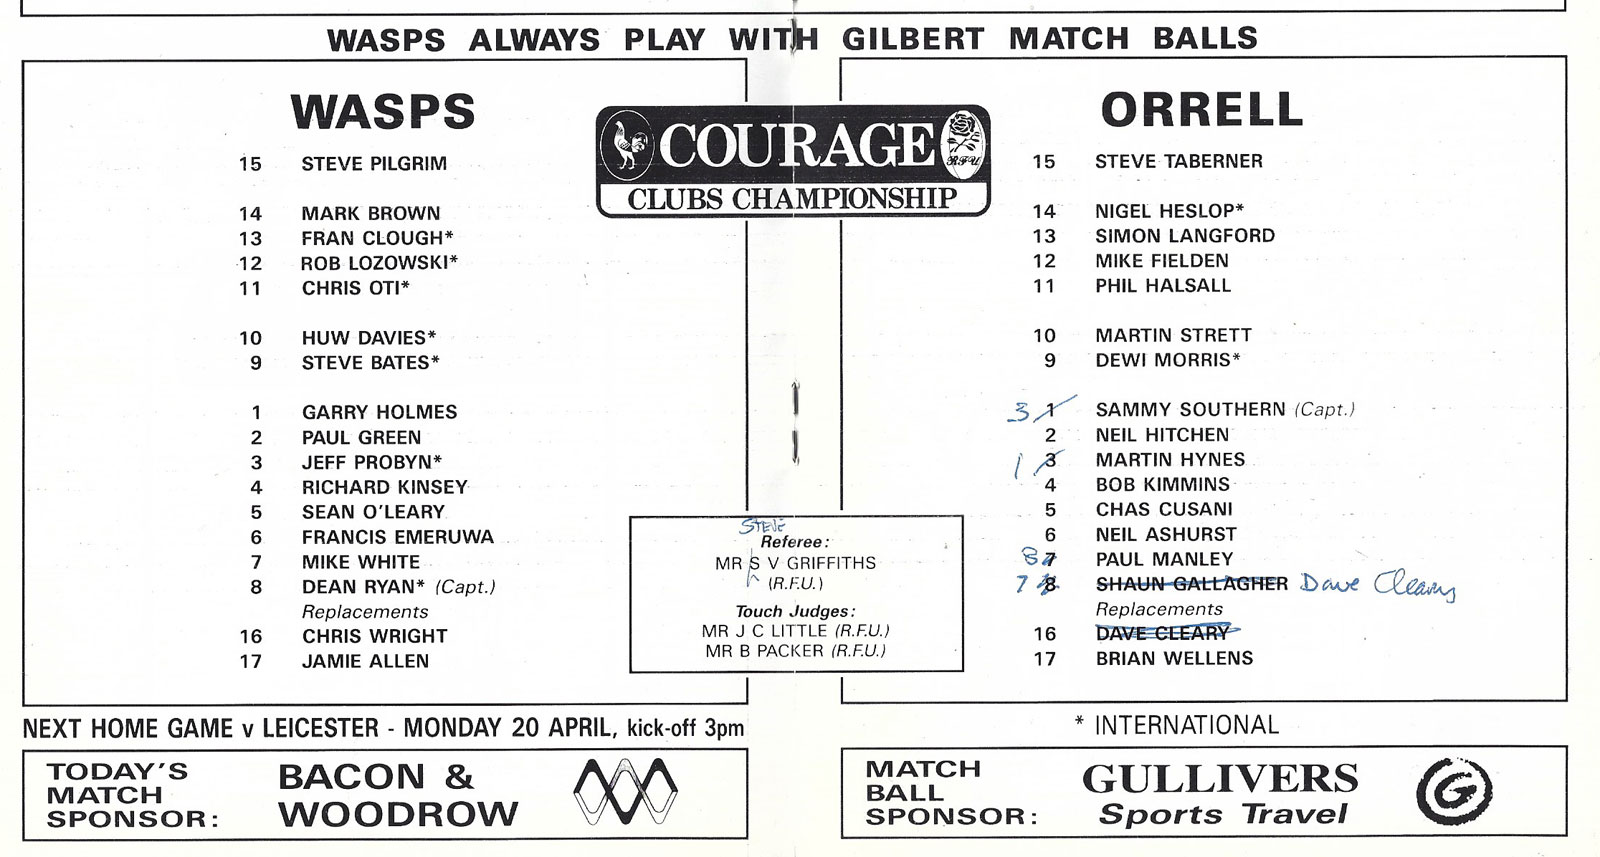 WASPS ALWAYS PLAY WITH GILBERT MATCH BALLS
WASPS
15 STEVE PILGRIM
14 MARK BROWN
13 FRAN CLOUGH*
12 ROB LOZOWSKI*
11 CHRIS OTI*
10 HUW DAVIES*
9 STEVE BATES*
1 GARRY HOLMES
2 PAUL GREEN
3 JEFF PROBYN*
4 RICHARD KINSEY
5 SEAN O'LEARY
6 FRANCIS EMERUWA
7 MIKE WHITE
8 DEAN RYAN* (Capt.)
Replacements
16 CHRIS WRIGHT
17 JAMIE ALLEN
COURAGE
R.F.U
CLUBS CHAMPIONSHIP
STEVE
Referee:
MR S V GRIFFITHS
(R.F.U.)
Touch Judges:
MR J C LITTLE (R.F.U.)
MR B PACKER (R.F.U.)
ORRELL
15 STEVE TABERNER
14 NIGEL HESLOP*
13 SIMON LANGFORD
12 MIKE FIELDEN
11 PHIL HALSALL
10 MARTIN STRETT
9 DEWI MORRIS*
3 1 SAMMY SOUTHERN (Capt.)
2 NEIL HITCHEN
1 3 MARTIN HYNES
4 BOB KIMMINS
5 CHAS CUSANI
6 NEIL ASHURST
8 7 PAUL MANLEY
7 8 SHAUN GALLAGHER Dave Cleary
Replacements
16 DAVE CLEARY
17 BRIAN WELLENS
NEXT HOME GAME v LEICESTER - MONDAY 20 APRIL, kick-off 3pm
* INTERNATIONAL
TODAY'S
MATCH
SPONSOR:
BACON &
WOODROW
MATCH
BALL
SPONSOR:
GULLIVERS
Sports Travel
G